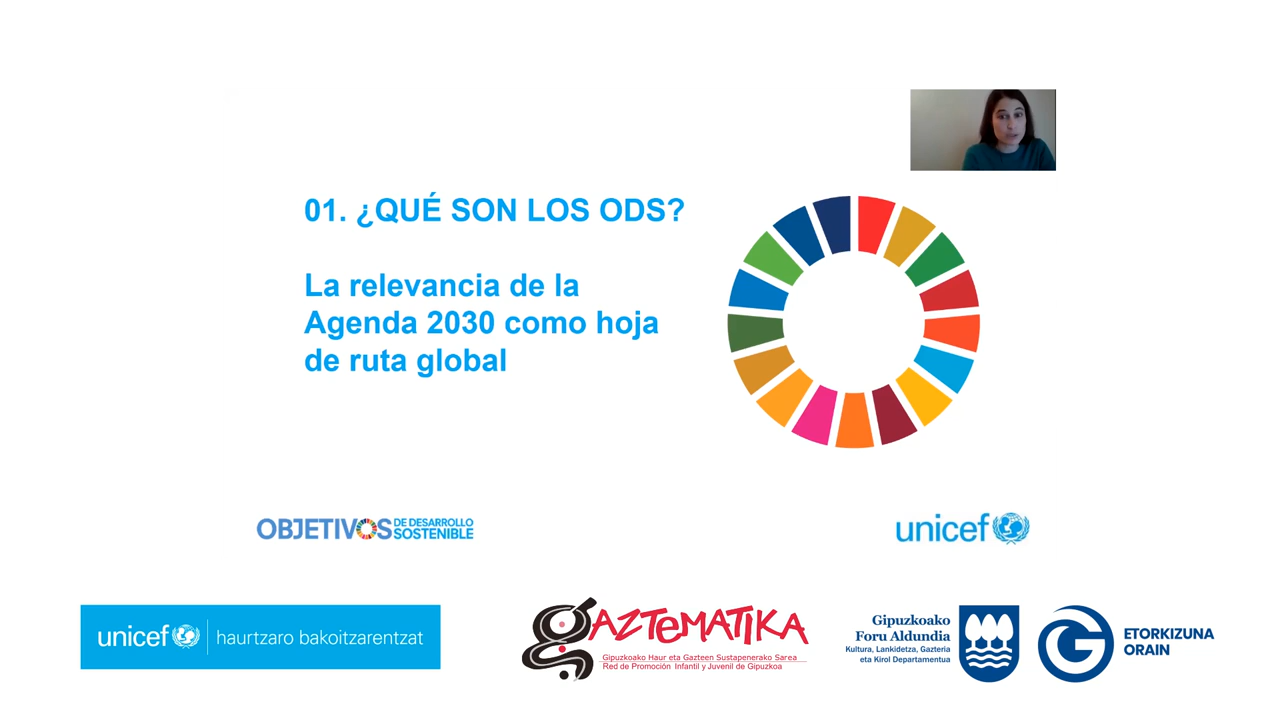 01. ¿QUÉ SON LOS ODS?
La relevancia de la
Agenda 2030 como hoja
de ruta global
OBJETIVOS DE DESARROLLO
SOSTENIBLE
unicef
unicef haurtzaro bakoitzarentzat
GAZTEMATIKA
Gipuzkoako Haur eta Gazteen Sustapenerako Sarea
Red de Promoción Infantil y Juvenil de Gipuzkoa
Gipuzkoako
Foru Aldundia
Kultura, Lankidetza, Gazteria
eta Kirol Departamentua
ETORKIZUNA
ORAIN